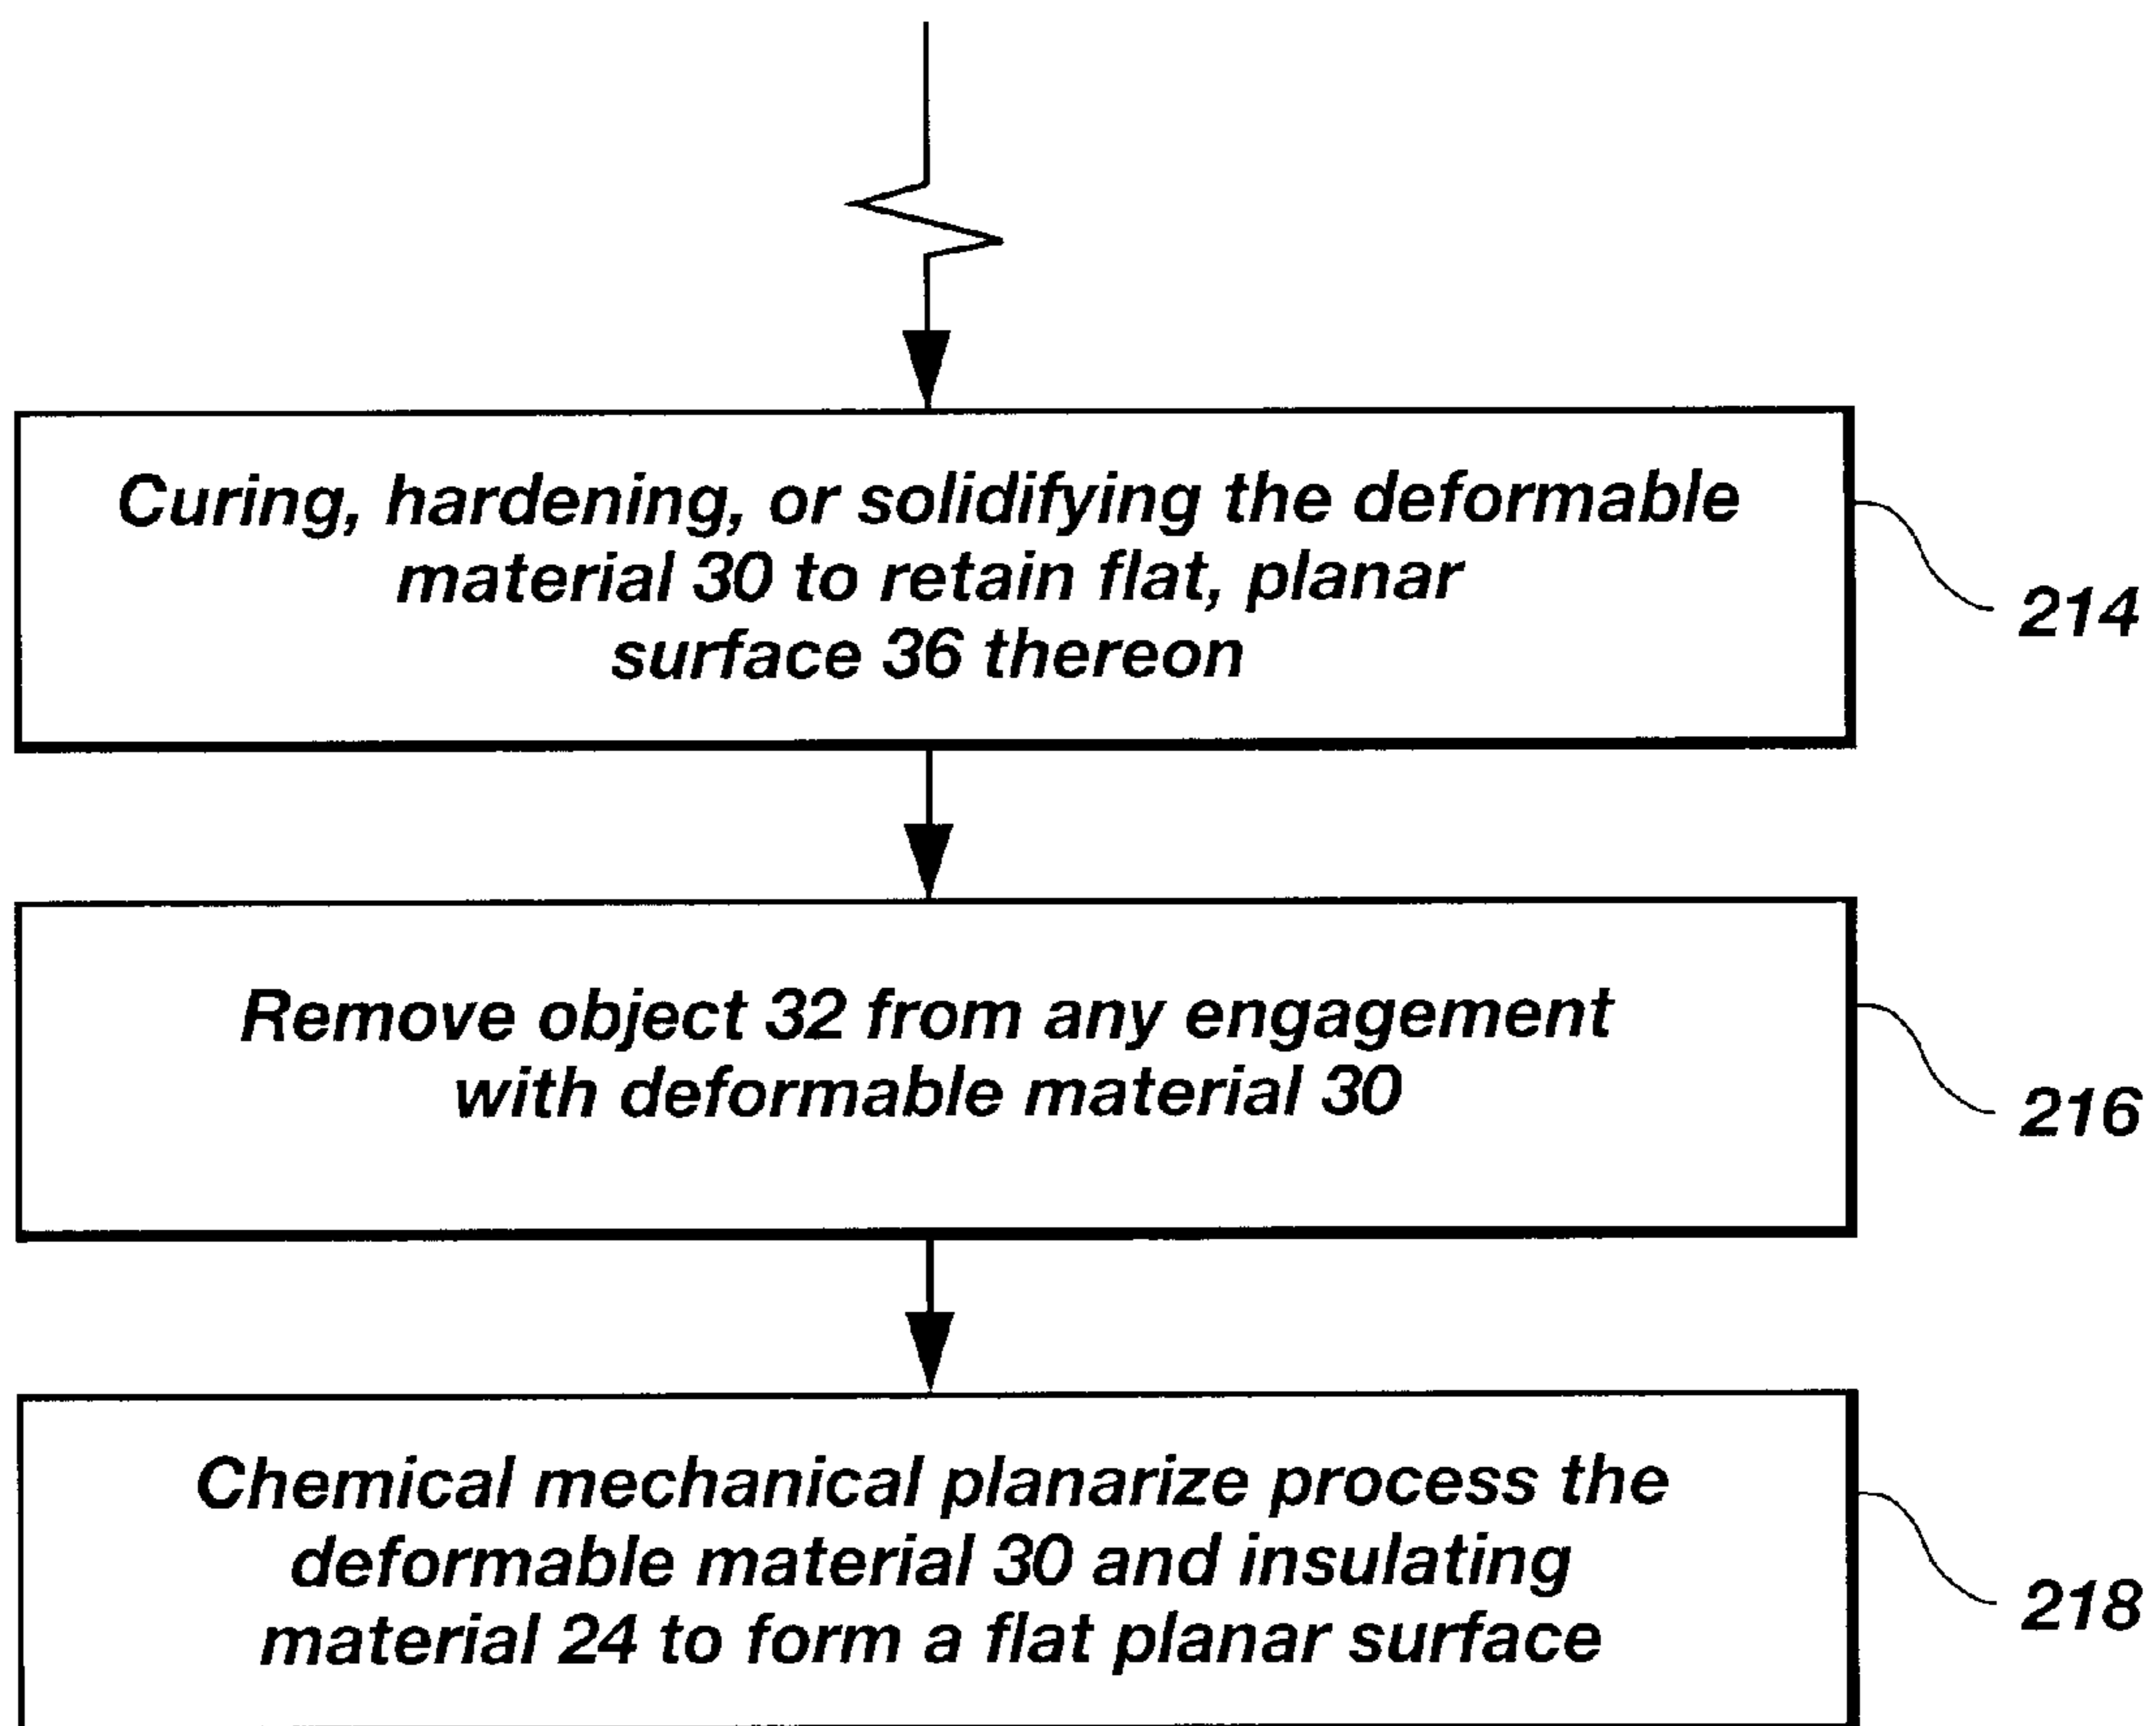 Curing, hardening, or solidifying the deformable
material 30 to retain flat, planar
surface 36 thereon
214
Remove object 32 from any engagement
with deformable material 30
216
Chemical mechanical planarize process the
deformable material 30 and insulating
material 24 to form a flat planar surface
218